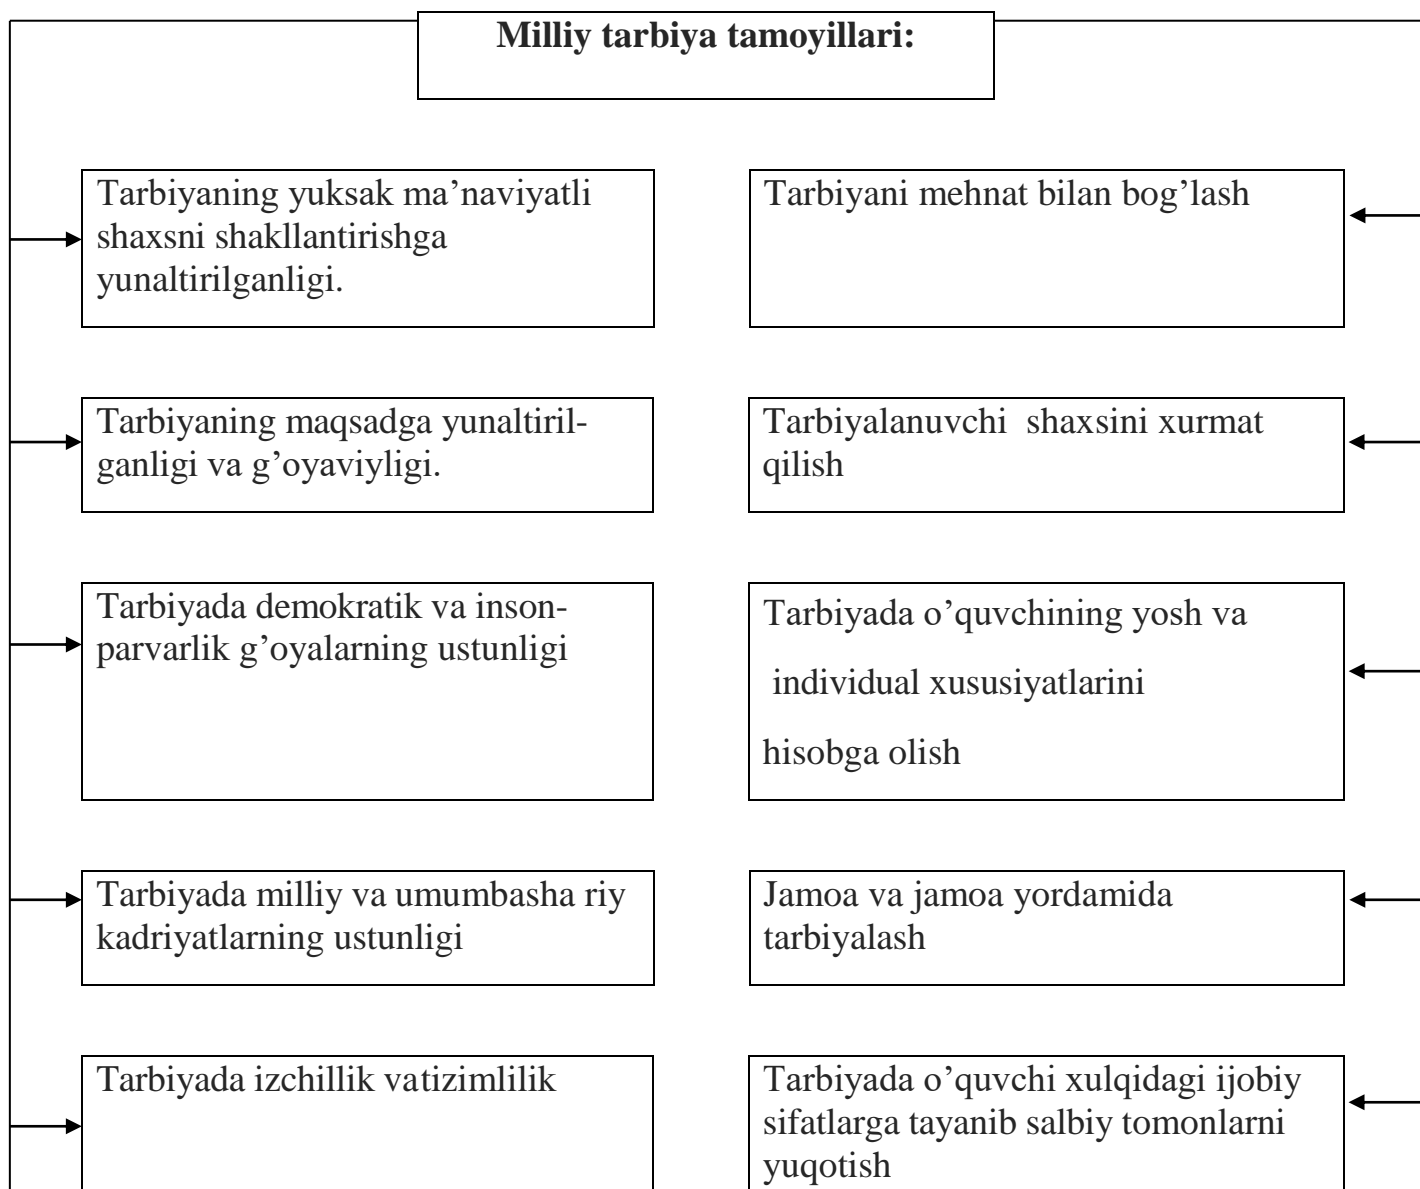 Milliy tarbiya tamoyillari:
Tarbiyaning yuksak ma’naviyatli
shaxsni shakllantirishga
yunaltirilganligi.
Tarbiyani mehnat bilan bog’lash
Tarbiyaning maqsadga yunaltiril-
ganligi va g’oyaviyligi.
Tarbiyalanuvchi shaxsini xurmat
qilish
Tarbiyada demokratik va inson-
parvarlik g’oyalarning ustunligi
Tarbiyada o’quvchining yosh va
individual xususiyatlarini
hisobga olish
Tarbiyada milliy va umumbasha riy
kadriyatlarning ustunligi
Jamoa va jamoa yordamida
tarbiyalash
Tarbiyada izchillik vatizimlilik
Tarbiyada o’quvchi xulqidagi ijobiy
sifatlarga tayanib salbiy tomonlarni
yuqotish